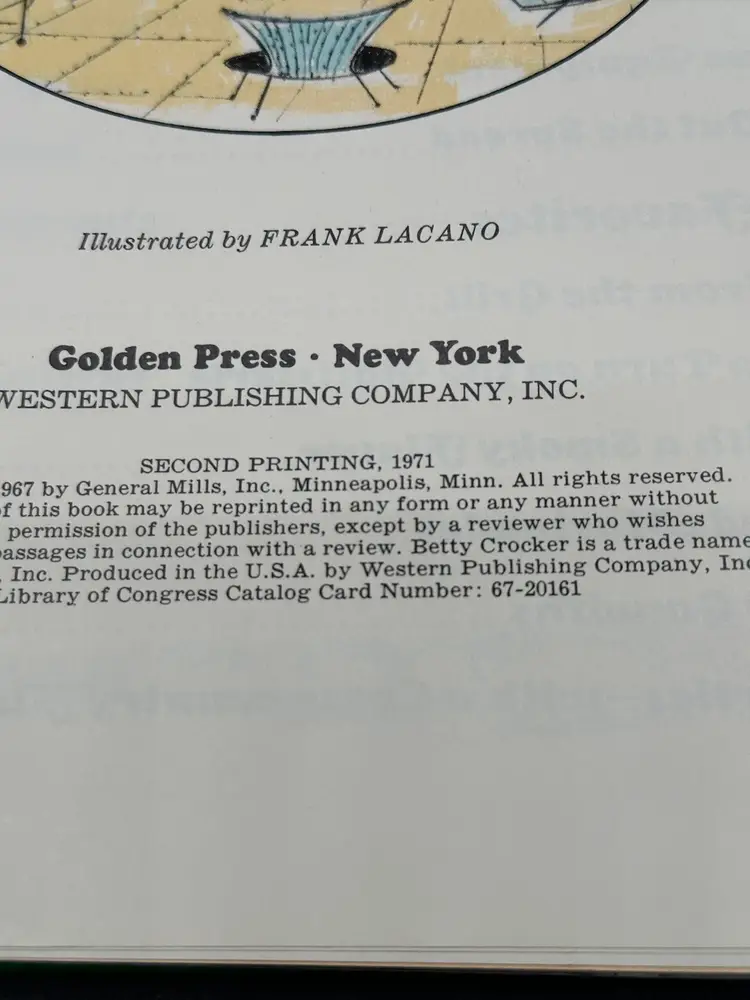 Illustrated by FRANK LACANO
Golden Press • New York
WESTERN PUBLISHING COMPANY, INC.
SECOND PRINTING, 1971
967 by General Mills, Inc., Minneapolis, Minn. All rights reserved.
of this book may be reprinted in any form or any manner without
permission of the publishers, except by a reviewer who wishes
passages in connection with a review. Betty Crocker is a trade name
, Inc. Produced in the U.S.A. by Western Publishing Company, Inc
Library of Congress Catalog Card Number: 67-20161